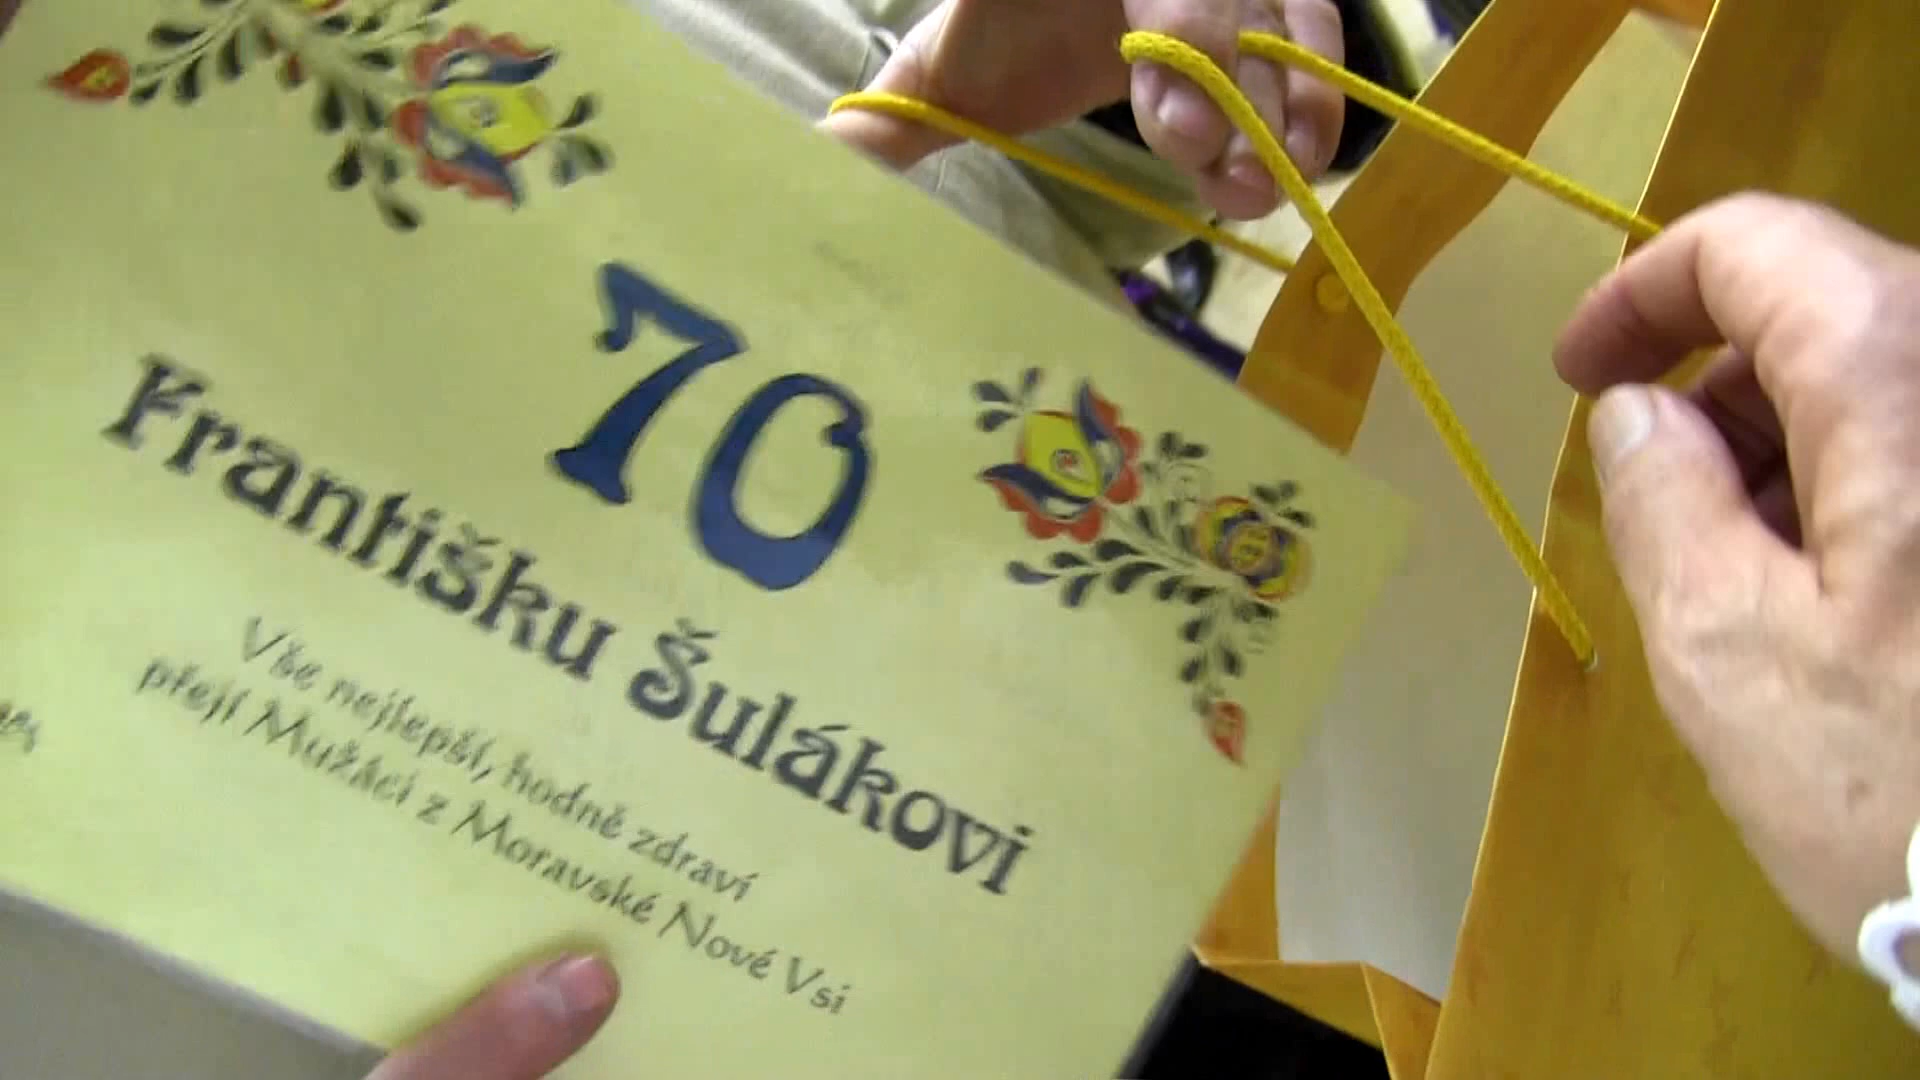 70
Františku Šulákovi
Vše nejlepší, hodně zdraví
přejí Mužáci z Moravské Nové Vsi